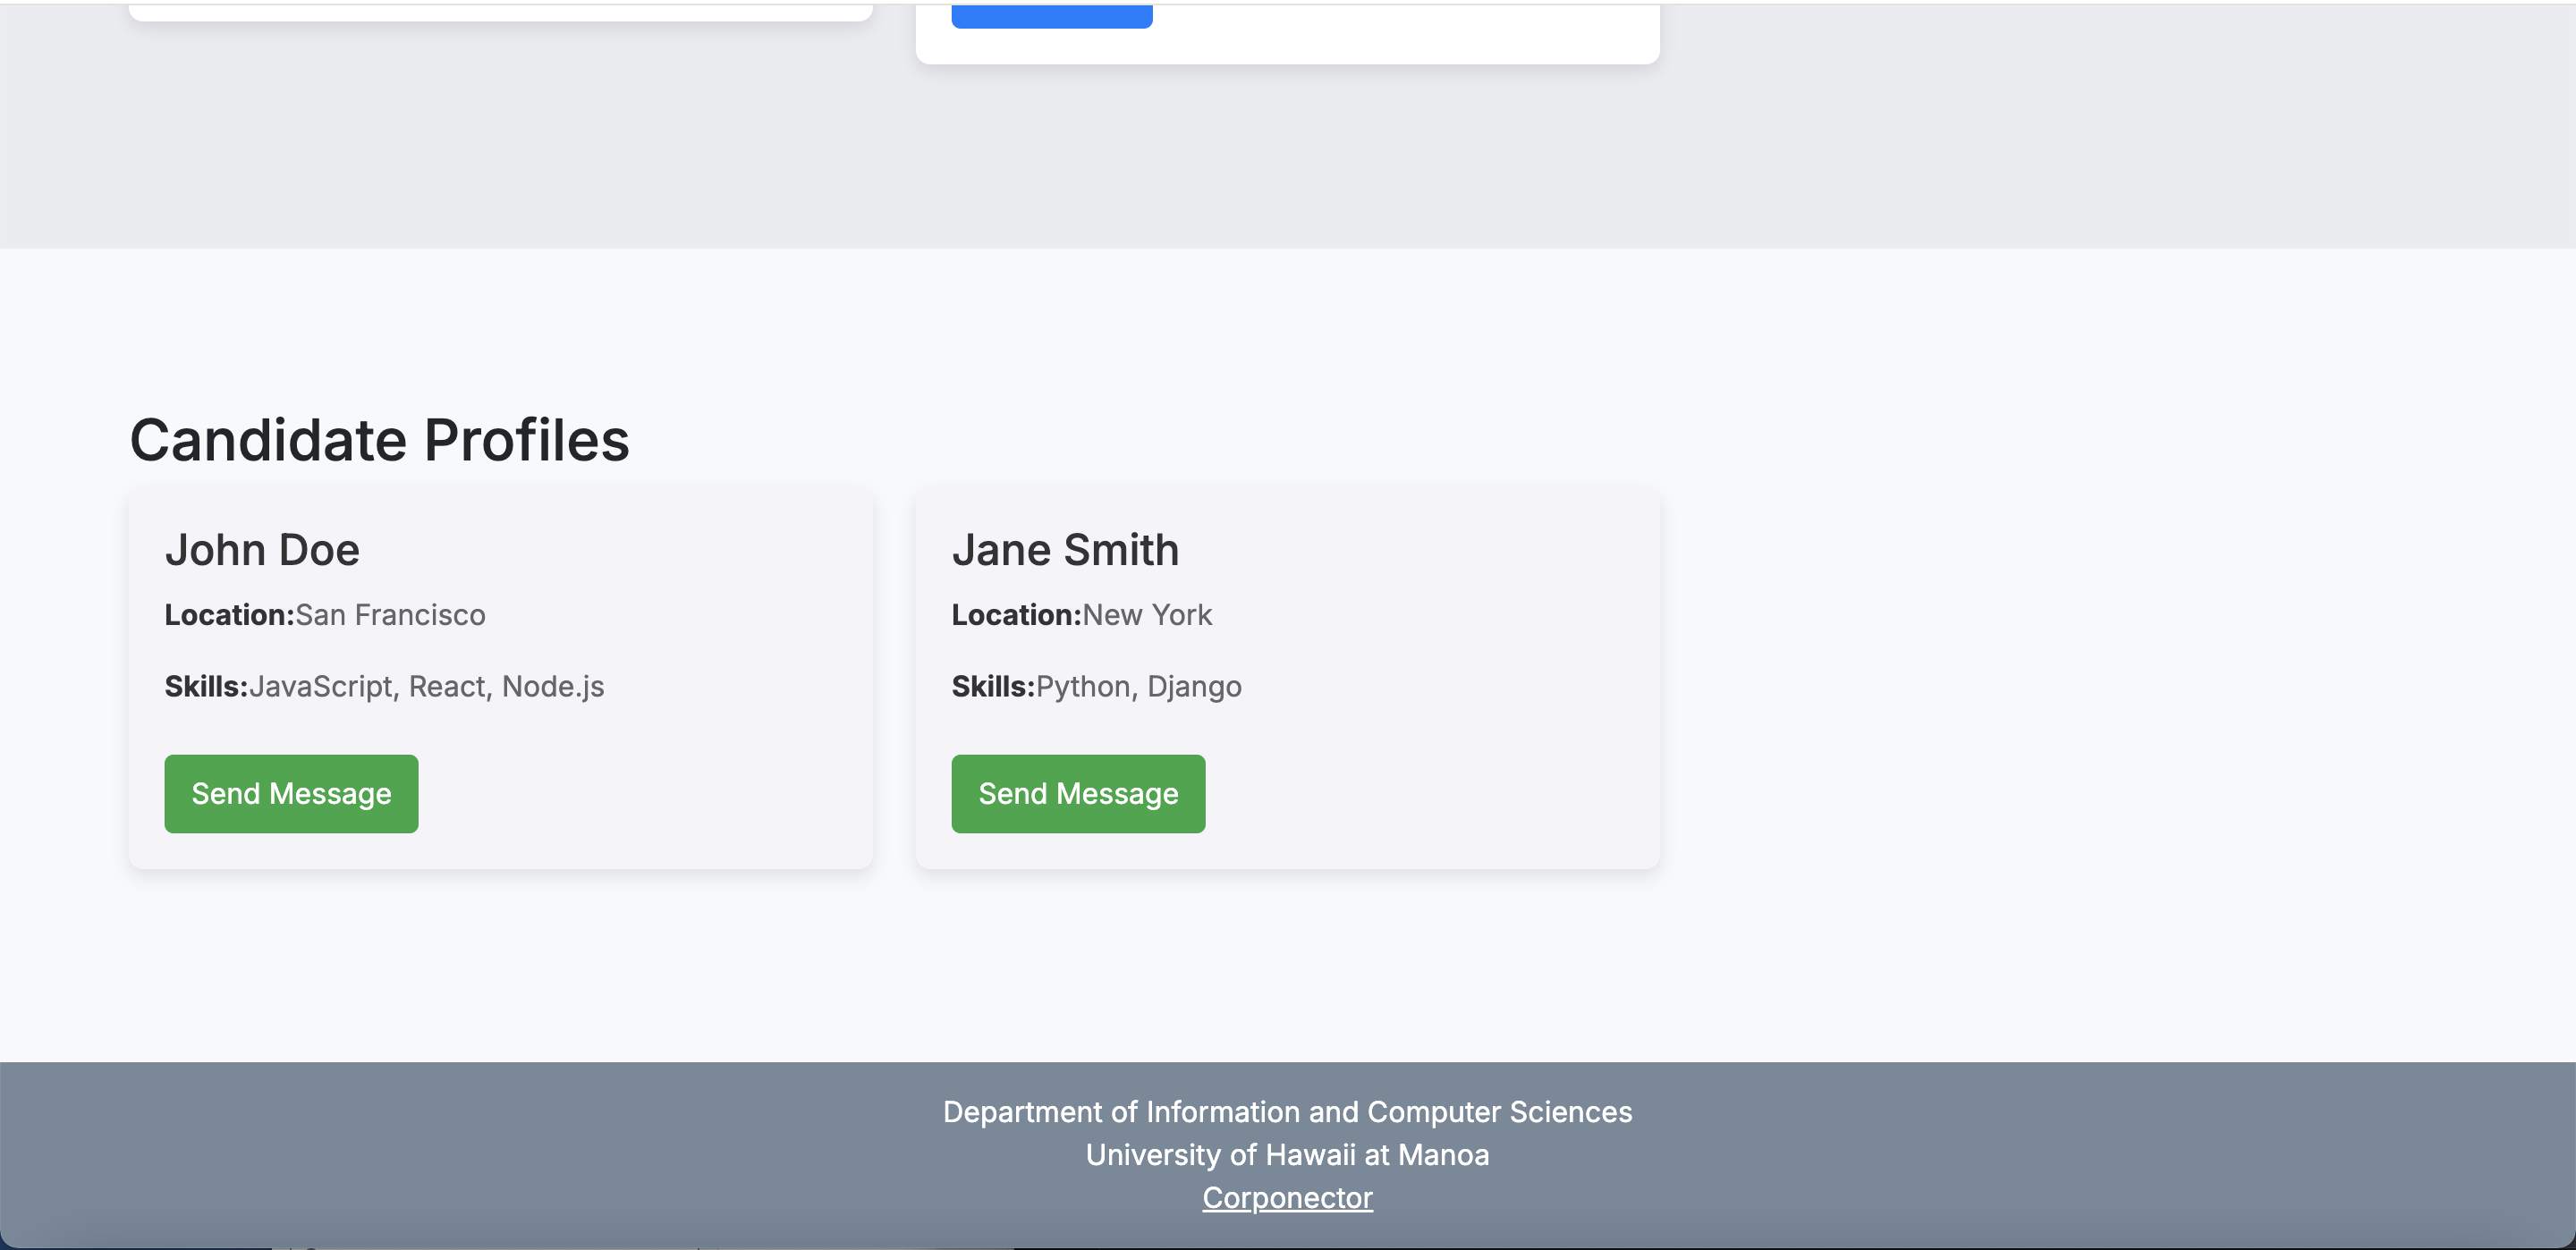 Candidate Profiles
John Doe
Location:San Francisco
Skills:JavaScript, React, Node.js
Send Message
Jane Smith
Location:New York
Skills:Python, Django
Send Message
Department of Information and Computer Sciences
University of Hawaii at Manoa
Corponector